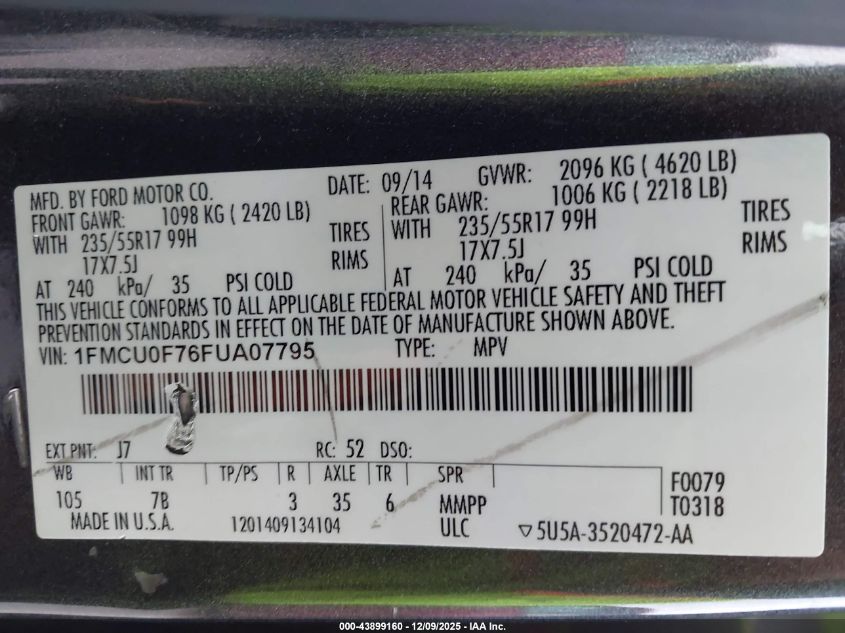 MFD. BY FORD MOTOR CO. DATE: 09/14 GVWR: 2096 KG ( 4620 LB)
FRONT GAWR: 1098 KG ( 2420 LB) REAR GAWR: 1006 KG ( 2218 LB)
WITH 235/55R17 99H TIRES WITH 235/55R17 99H TIRES
17X7.5J RIMS 17X7.5J RIMS
AT 240 kPa/ 35 PSI COLD AT 240 kPa/ 35 PSI COLD
THIS VEHICLE CONFORMS TO ALL APPLICABLE FEDERAL MOTOR VEHICLE SAFETY AND THEFT
PREVENTION STANDARDS IN EFFECT ON THE DATE OF MANUFACTURE SHOWN ABOVE.
VIN: 1FMCU0F76FUA07795 TYPE: MPV
EXT PNT: J7 RC: 52 DSO:
WB INT TR TP/PS R AXLE TR SPR F0079
105 7B 3 35 6 MMPP T0318
MADE IN U.S.A. 1201409134104 ULC ▽5U5A-3520472-AA
000-43899160 - 12/09/2025 - IAA Inc.